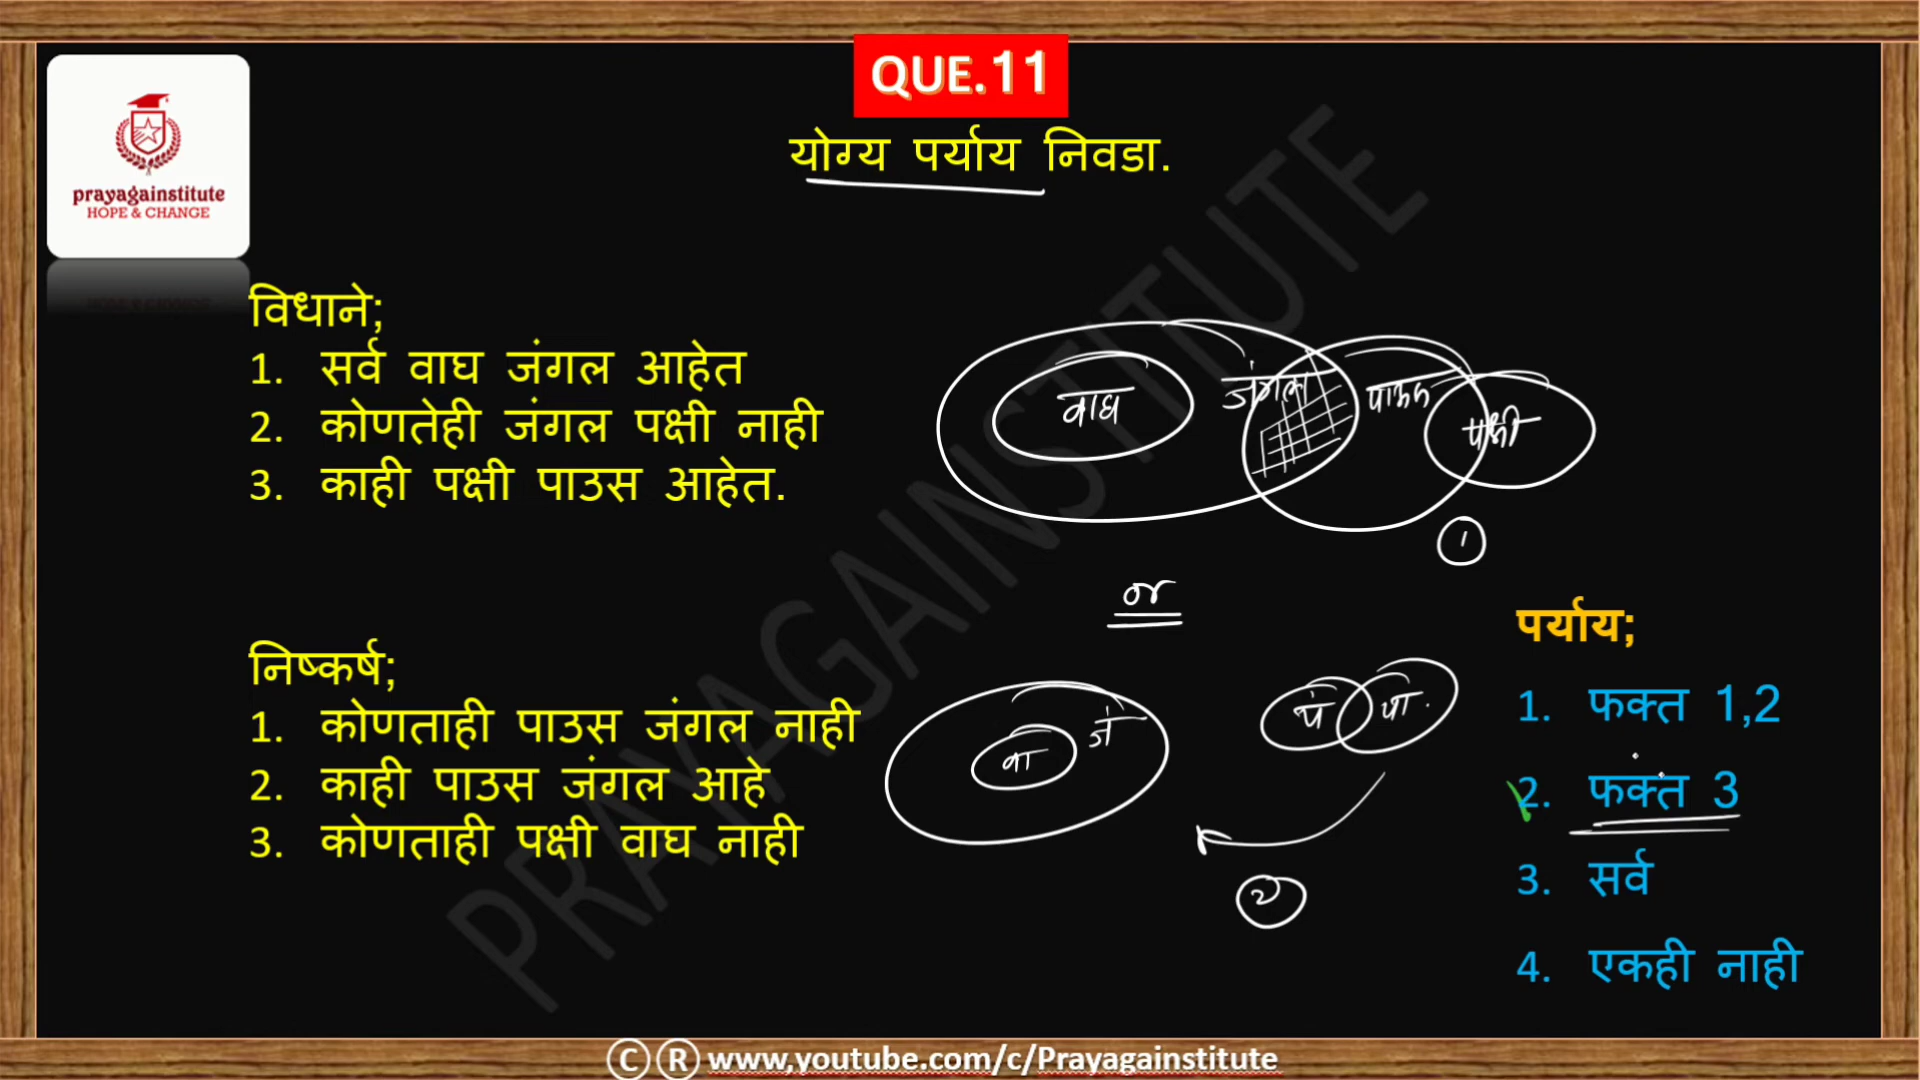 QUE.11
योग्य पर्याय निवडा.
prayagainstitute
HOPE & CHANGE
विधाने;
1. सर्व वाघ जंगल आहेत
2. कोणतेही जंगल पक्षी नाही
3. काही पक्षी पाउस आहेत.
वाघ जंगल पाऊस पक्षी
1
or
निष्कर्ष;
1. कोणताही पाउस जंगल नाही
2. काही पाउस जंगल आहे
3. कोणताही पक्षी वाघ नाही
वा जं
प पा.
२
पर्याय;
1. फक्त 1,2
2. फक्त 3
3. सर्व
4. एकही नाही
PRAYAGAINSTITUTE
C R www.youtube.com/c/Prayagainstitute